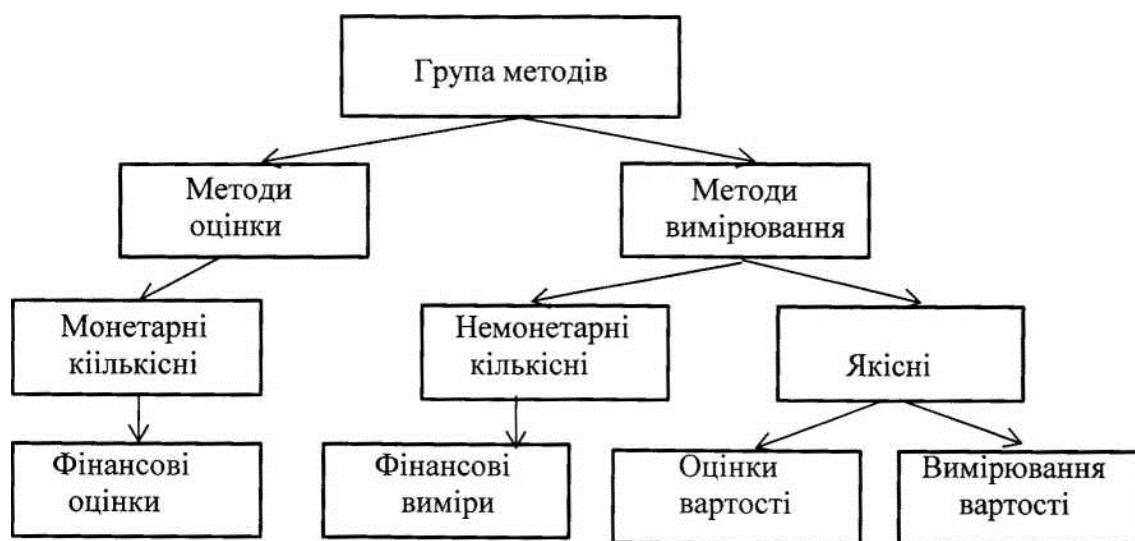 Група методів
Методи
оцінки
Методи
вимірювання
Монетарні
кіількісні
Немонетарні
кількісні
Якісні
Фінансові
оцінки
Фінансові
виміри
Оцінки
вартості
Вимірювання
вартості